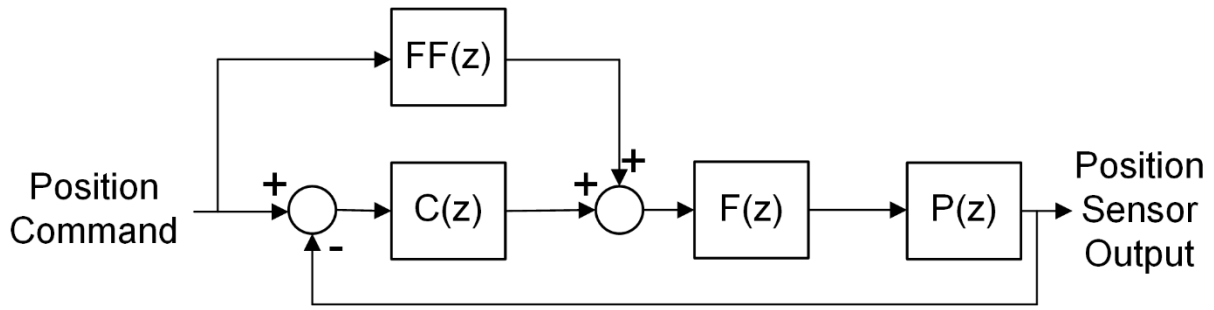 FF(z)
Position
Command
+
-
C(z)
+
+
F(z)
P(z)
Position
Sensor
Output